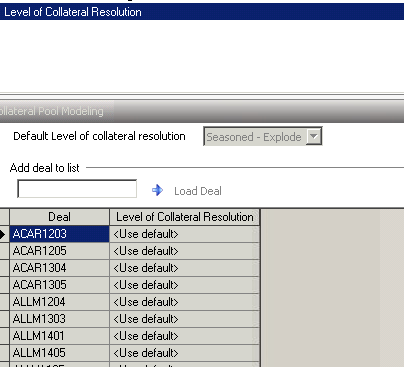 Level of Collateral Resolution
ollateral Pool Modeling
Default Level of collateral resolution Seasoned - Explode
Add deal to list
Load Deal
Deal Level of Collateral Resolution
ACAR1203 <Use default>
ACAR1205 <Use default>
ACAR1304 <Use default>
ACAR1305 <Use default>
ALLM1204 <Use default>
ALLM1303 <Use default>
ALLM1401 <Use default>
ALLM1405 <Use default>